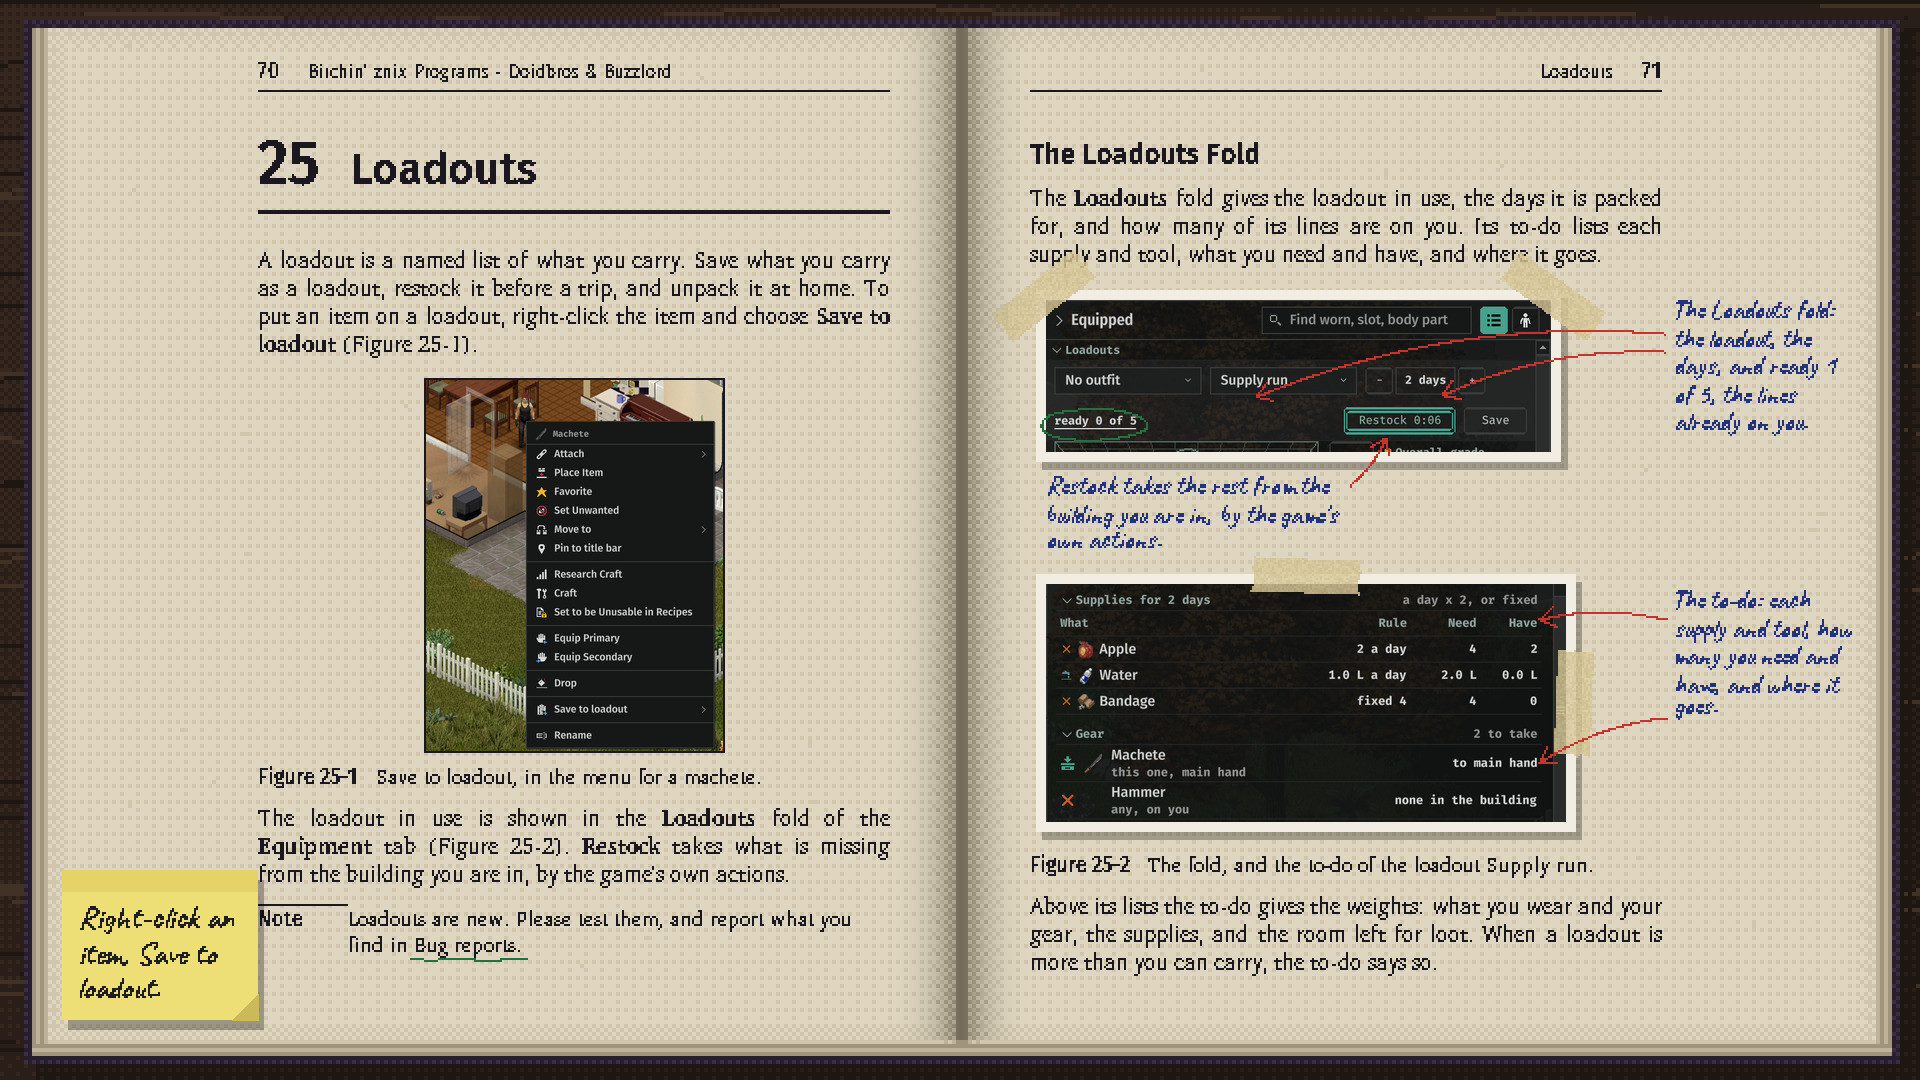 70 Birchin' znix Programs - Doidbros & Buzzlord
25 Loadouts
A loadout is a named list of what you carry. Save what you carry
as a loadout, restock it before a trip, and unpack it at home. To
put an item on a loadout, right-click the item and choose Save to
loadout (Figure 25-1).
Machete
Attach
Place Item
Favorite
Set Unwanted
Move to
Pin to title bar
Research Craft
Craft
Set to be Unusable in Recipes
Equip Primary
Equip Secondary
Drop
Save to loadout
Rename
Figure 25-1 Save to loadout, in the menu for a machete.
The loadout in use is shown in the Loadouts fold of the
Equipment tab (Figure 25-2). Restock takes what is missing
from the building you are in, by the game's own actions.
Note Loadouts are new. Please test them, and report what you
find in Bug reports.
Right-click an
item, Save to
loadout
Loadouts 71
The Loadouts Fold
The Loadouts fold gives the loadout in use, the days it is packed
for, and how many of its lines are on you. Its to-do lists each
supply and tool, what you need and have, and where it goes.
Equipped Find worn, slot, body part
Loadouts
No outfit Supply run - 2 days +
ready 0 of 5 Restock 0:06 Save
Overall grade
The Loadouts fold:
the loadout, the
days, and ready 1
of 5, the lines
already on you
Restock takes the rest from the
building you are in, by the game's
own actions.
Supplies for 2 days a day x 2, or fixed
What Rule Need Have
Apple 2 a day 4 2
Water 1.0 L a day 2.0 L 0.0 L
Bandage fixed 4 4 0
Gear 2 to take
Machete
this one, main hand to main hand
Hammer
any, on you none in the building
The to-do: each
supply and tool, how
many you need and
have, and where it
goes.
Figure 25-2 The fold, and the to-do of the loadout Supply run.
Above its lists the to-do gives the weights: what you wear and your
gear, the supplies, and the room left for loot. When a loadout is
more than you can carry, the to-do says so.